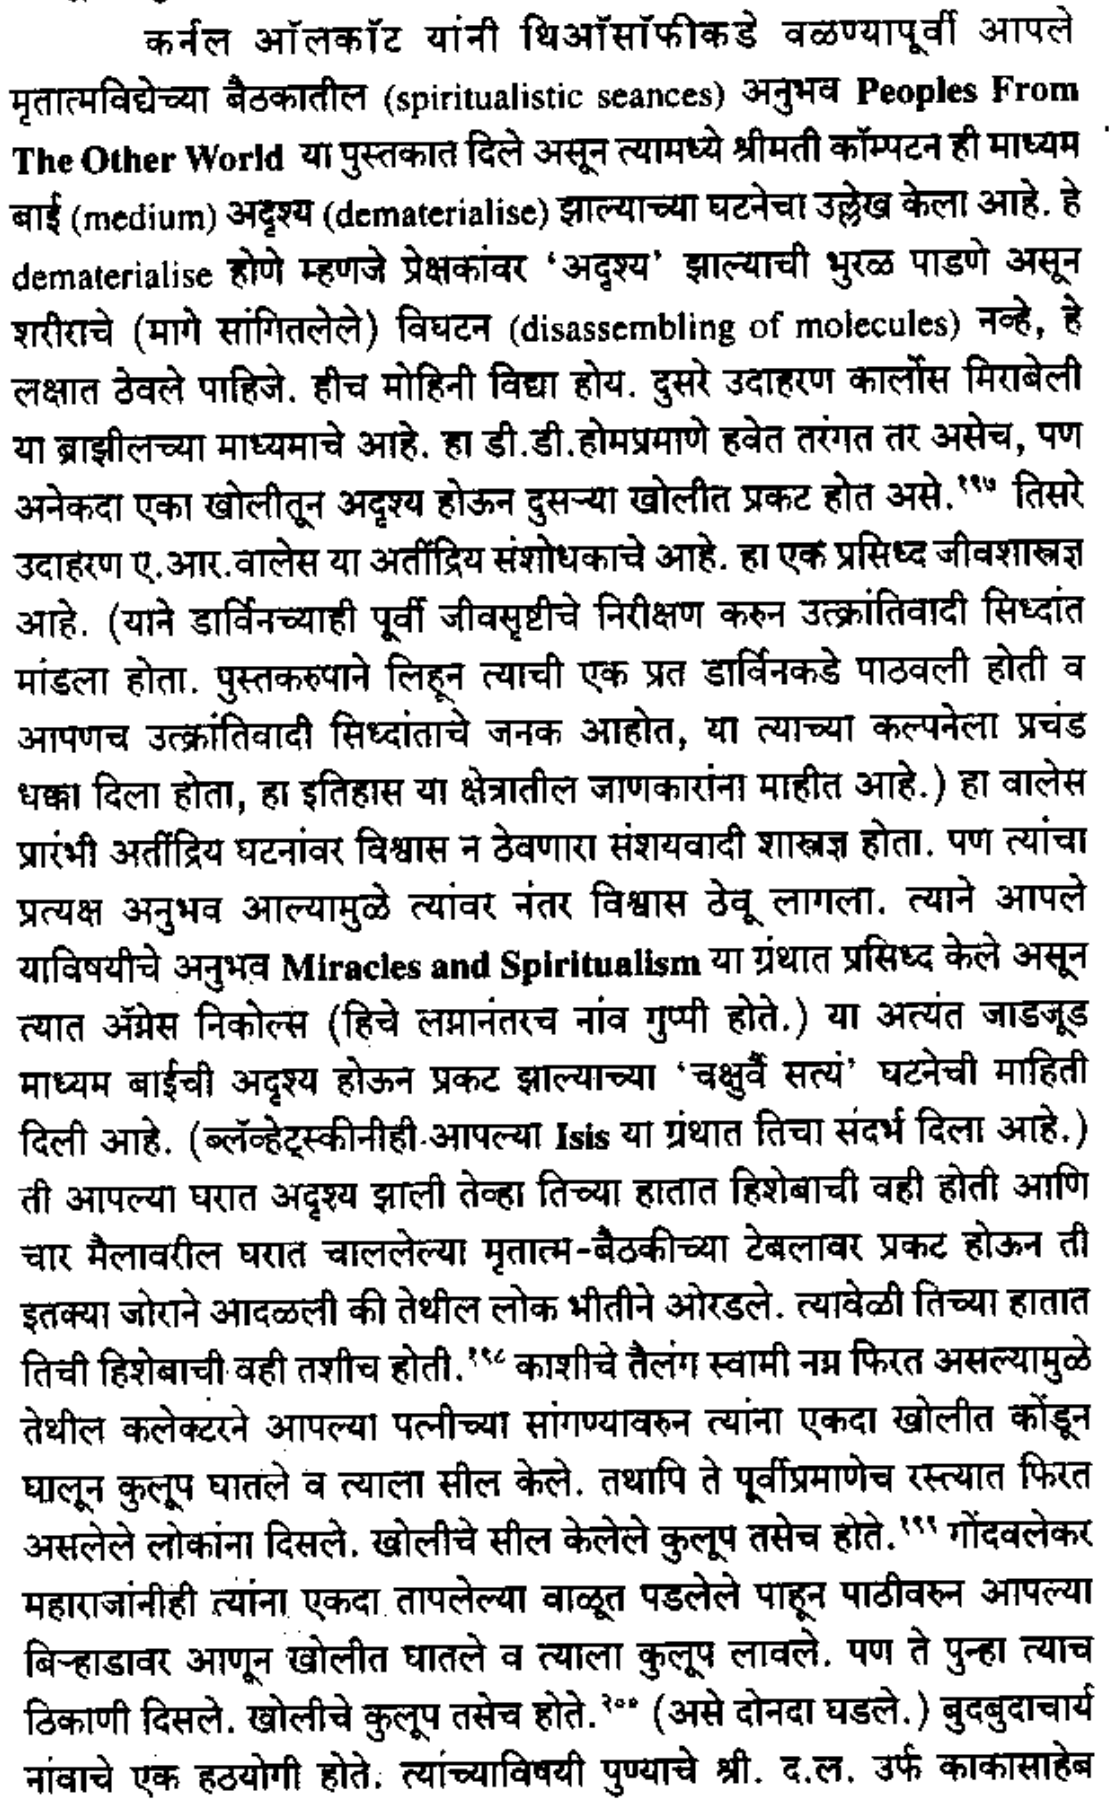 कर्नल ऑलकॉट यांनी थिऑसॉफीकडे वळण्यापूर्वी आपले
मृतात्मविद्येच्या बैठकातील (spiritualistic seances) अनुभव Peoples From
The Other World या पुस्तकात दिले असून त्यामध्ये श्रीमती कॉम्पटन ही माध्यम
बाई (medium) अदृश्य (dematerialise) झाल्याच्या घटनेचा उल्लेख केला आहे. हे
dematerialise होणे म्हणजे प्रेक्षकांवर ‘अदृश्य’ झाल्याची भुरळ पाडणे असून
शरीराचे (मागे सांगितलेले) विघटन (disassembling of molecules) नव्हे, हे
लक्षात ठेवले पाहिजे. हीच मोहिनी विद्या होय. दुसरे उदाहरण कार्लोस मिराबेली
या ब्राझीलच्या माध्यमाचे आहे. हा डी.डी.होमप्रमाणे हवेत तरंगत तर असेच, पण
अनेकदा एका खोलीतून अदृश्य होऊन दुसऱ्या खोलीत प्रकट होत असे.१९७ तिसरे
उदाहरण ए.आर.वालेस या अतींद्रिय संशोधकाचे आहे. हा एक प्रसिध्द जीवशास्त्रज्ञ
आहे. (याने डार्विनच्याही पूर्वी जीवसृष्टीचे निरीक्षण करुन उत्क्रांतिवादी सिध्दांत
मांडला होता. पुस्तकरुपाने लिहून त्याची एक प्रत डार्विनकडे पाठवली होती व
आपणच उत्क्रांतिवादी सिध्दांताचे जनक आहोत, या त्याच्या कल्पनेला प्रचंड
धक्का दिला होता, हा इतिहास या क्षेत्रातील जाणकारांना माहीत आहे.) हा वालेस
प्रारंभी अतींद्रिय घटनांवर विश्वास न ठेवणारा संशयवादी शास्त्रज्ञ होता. पण त्यांचा
प्रत्यक्ष अनुभव आल्यामुळे त्यांवर नंतर विश्वास ठेवू लागला. त्याने आपले
याविषयीचे अनुभव Miracles and Spiritualism या ग्रंथात प्रसिध्द केले असून
त्यात ॲग्नेस निकोल्स (हिचे लग्नानंतरच नांव गुप्पी होते.) या अत्यंत जाडजूड
माध्यम बाईची अदृश्य होऊन प्रकट झाल्याच्या ‘चक्षुर्वै सत्यं’ घटनेची माहिती
दिली आहे. (ब्लॅव्हेट्स्कीनीही आपल्या Isis या ग्रंथात तिचा संदर्भ दिला आहे.)
ती आपल्या घरात अदृश्य झाली तेव्हा तिच्या हातात हिशेबाची वही होती आणि
चार मैलावरील घरात चाललेल्या मृतात्म-बैठकीच्या टेबलावर प्रकट होऊन ती
इतक्या जोराने आदळली की तेथील लोक भीतीने ओरडले. त्यावेळी तिच्या हातात
तिची हिशेबाची वही तशीच होती.१९८ काशीचे तैलंग स्वामी नग्न फिरत असल्यामुळे
तेथील कलेक्टरने आपल्या पत्नीच्या सांगण्यावरुन त्यांना एकदा खोलीत कोंडून
घालून कुलूप घातले व त्याला सील केले. तथापि ते पूर्वीप्रमाणेच रस्त्यात फिरत
असलेले लोकांना दिसले. खोलीचे सील केलेले कुलूप तसेच होते.१९९ गोंदवलेकर
महाराजांनीही त्यांना एकदा तापलेल्या वाळूत पडलेले पाहून पाठीवरुन आपल्या
बिऱ्हाडावर आणून खोलीत घातले व त्याला कुलूप लावले. पण ते पुन्हा त्याच
ठिकाणी दिसले. खोलीचे कुलूप तसेच होते.२०० (असे दोनदा घडले.) बुदबुदाचार्य
नांवाचे एक हठयोगी होते. त्यांच्याविषयी पुण्याचे श्री. द.ल. उर्फ काकासाहेब